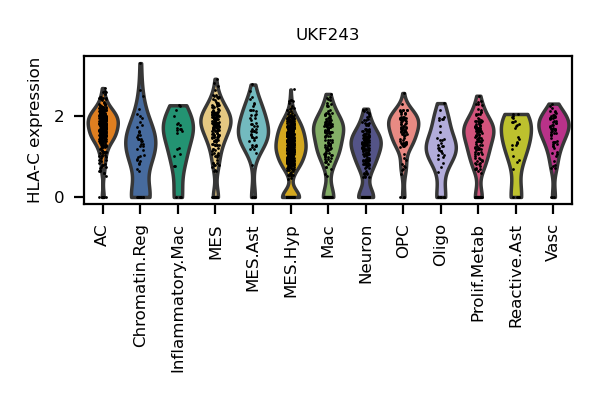 UKF243
HLA-C expression
2
0
AC
Chromatin.Reg
Inflammatory.Mac
MES
MES.Ast
MES.Hyp
Mac
Neuron
OPC
Oligo
Prolif.Metab
Reactive.Ast
Vasc